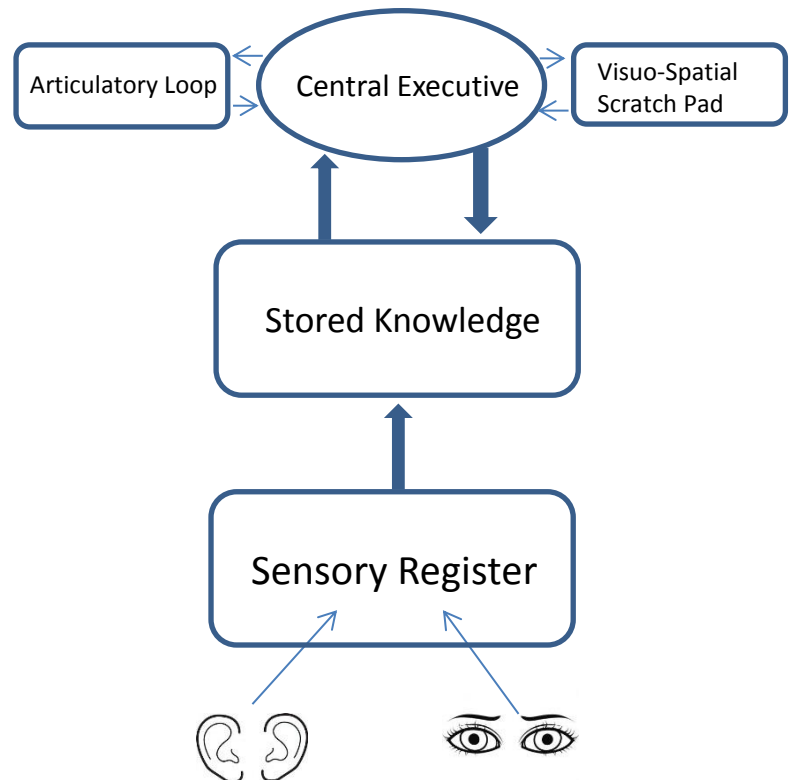 Articulatory Loop
Central Executive
Visuo-Spatial
Scratch Pad
Stored Knowledge
Sensory Register